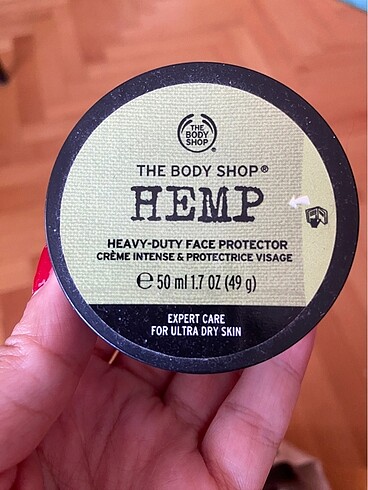 THE
BODY
SHOP
®
THE BODY SHOP®
HEMP
HEAVY-DUTY FACE PROTECTOR
CRÈME INTENSE & PROTECTRICE VISAGE
℮ 50 ml 1.7 OZ (49 g)
EXPERT CARE
FOR ULTRA DRY SKIN